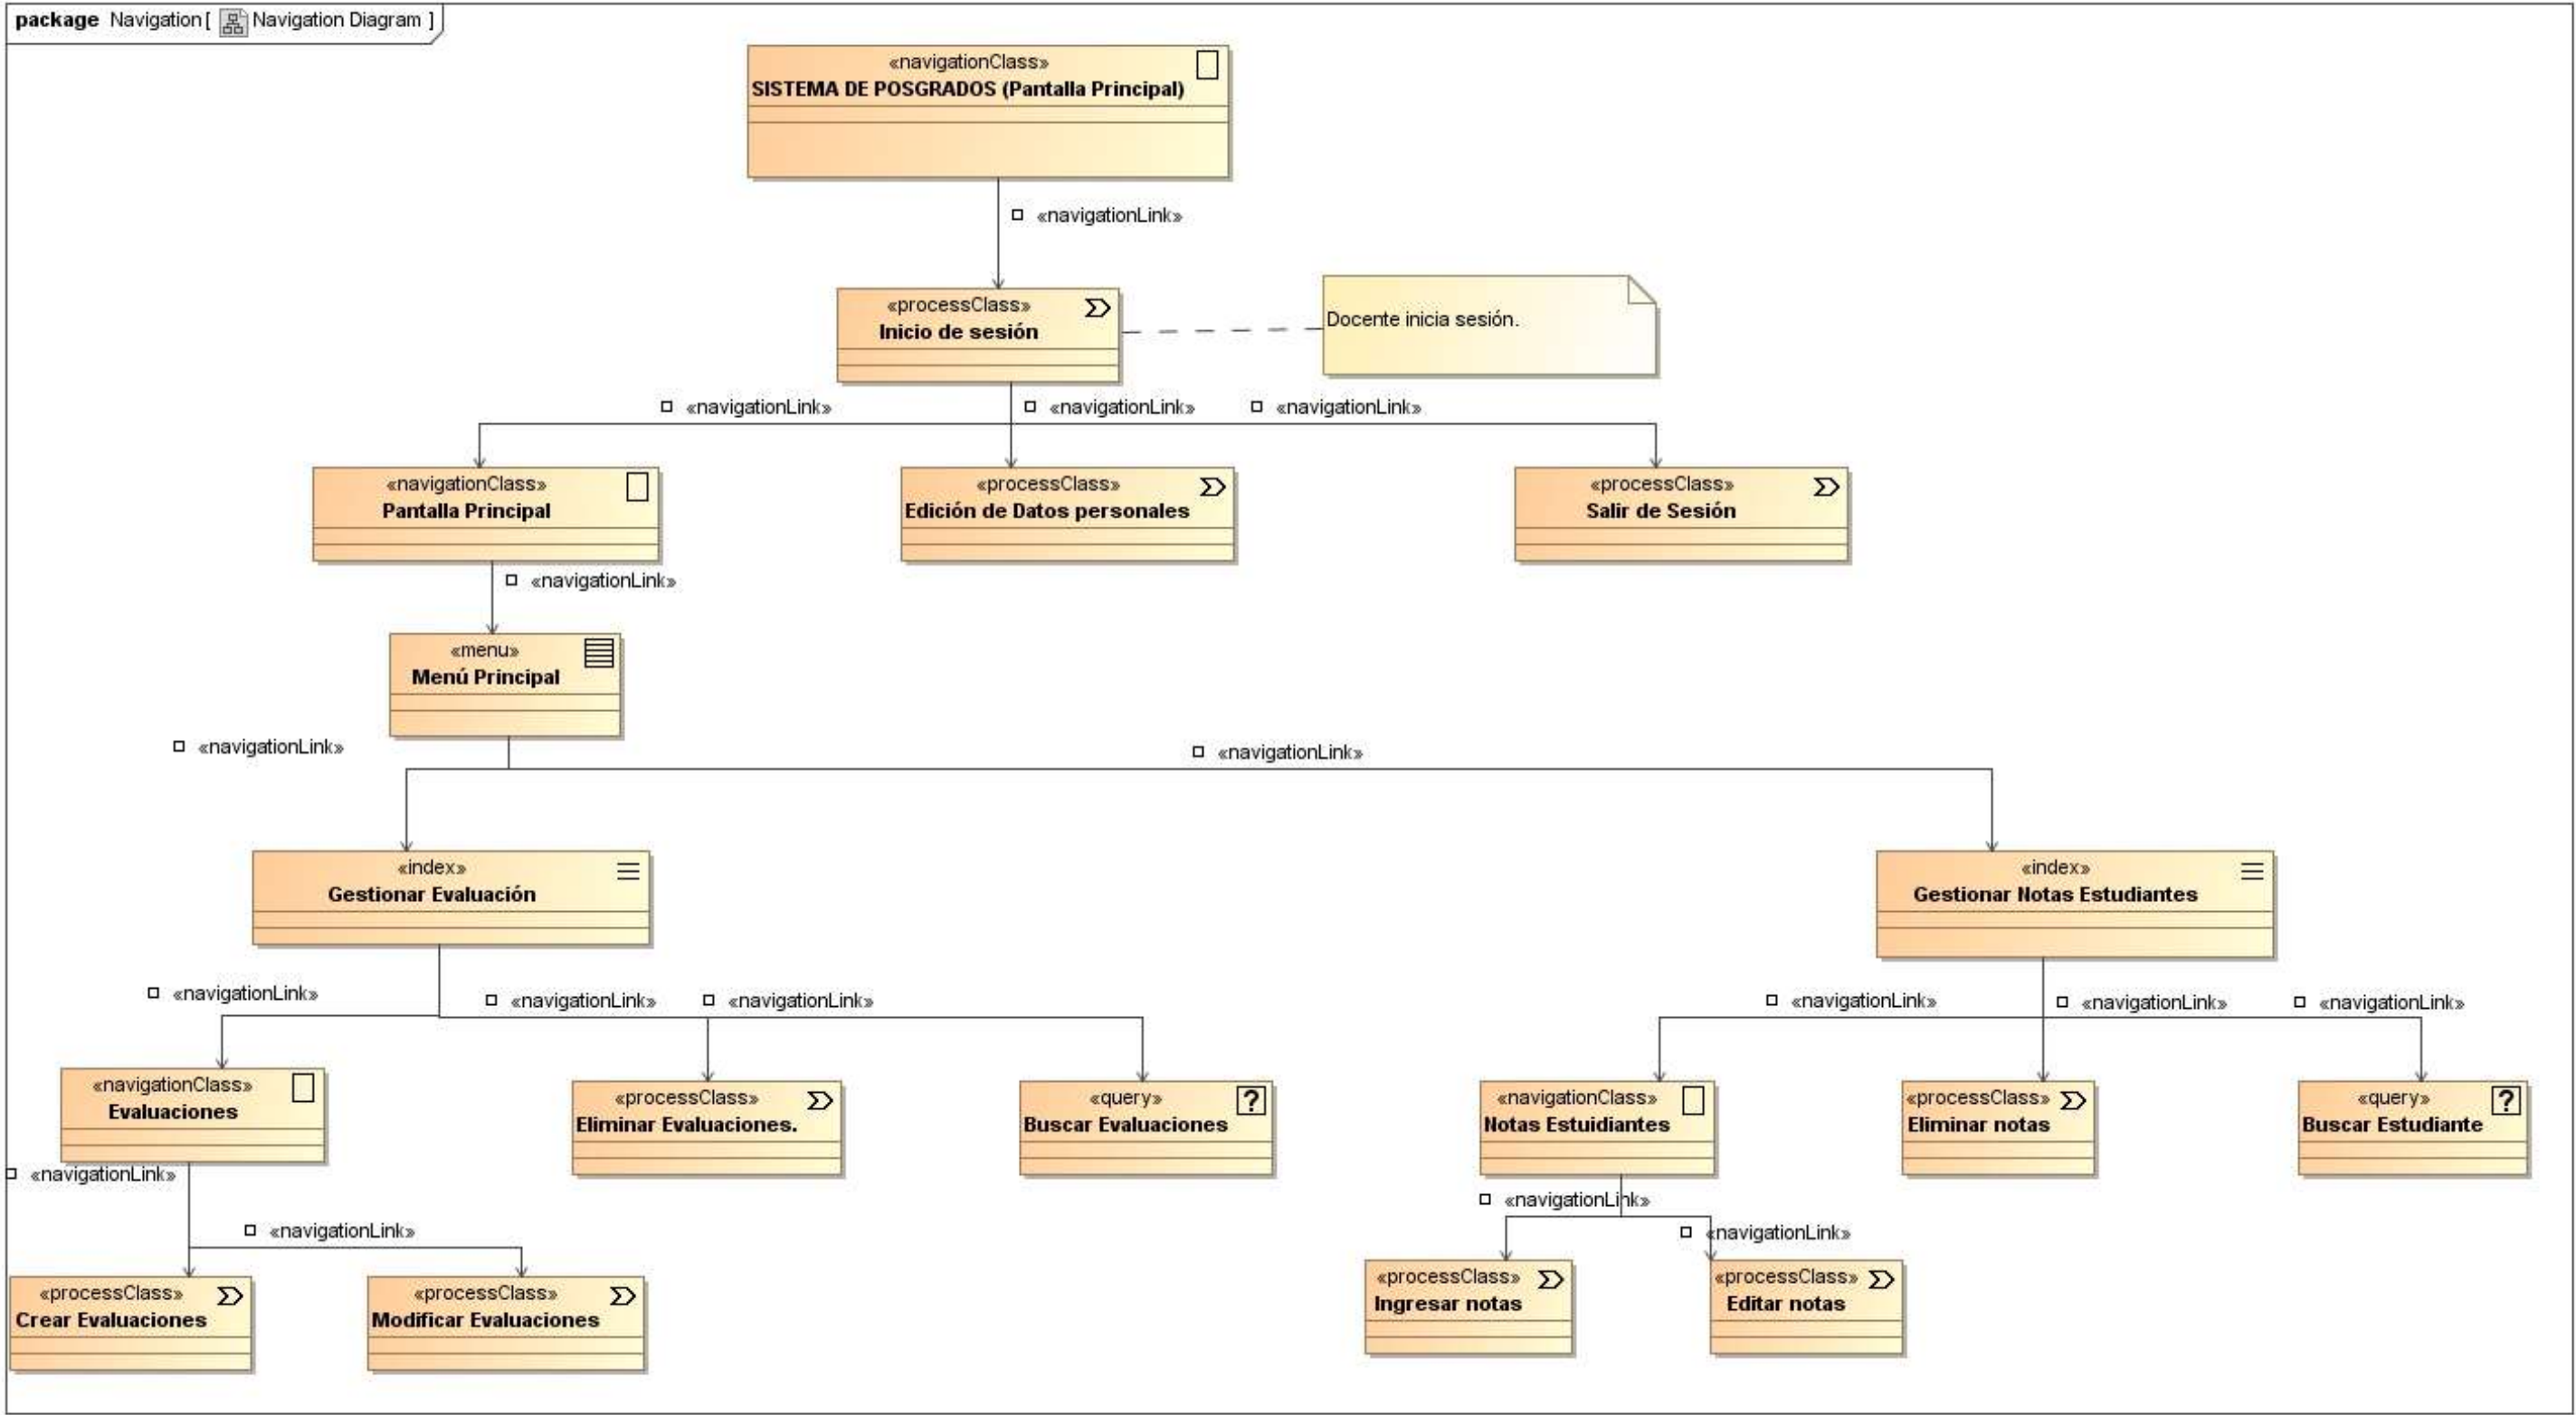 package Navigation [ Navigation Diagram ]
«navigationClass»
SISTEMA DE POSGRADOS (Pantalla Principal)
«navigationLink»
«processClass»
Inicio de sesión
Docente inicia sesión.
«navigationLink» «navigationLink» «navigationLink»
«navigationClass»
Pantalla Principal
«processClass»
Edición de Datos personales
«processClass»
Salir de Sesión
«navigationLink»
«menu»
Menú Principal
«navigationLink»
«navigationLink»
«index»
Gestionar Evaluación
«index»
Gestionar Notas Estudiantes
«navigationLink» «navigationLink» «navigationLink»
«navigationLink» «navigationLink» «navigationLink»
«navigationClass»
Evaluaciones
«processClass»
Eliminar Evaluaciones.
«query»
Buscar Evaluaciones
?
«navigationClass»
Notas Estuidiantes
«processClass»
Eliminar notas
«query»
Buscar Estudiante
?
«navigationLink»
«navigationLink»
«navigationLink»
«navigationLink»
«processClass»
Crear Evaluaciones
«processClass»
Modificar Evaluaciones
«processClass»
Ingresar notas
«processClass»
Editar notas